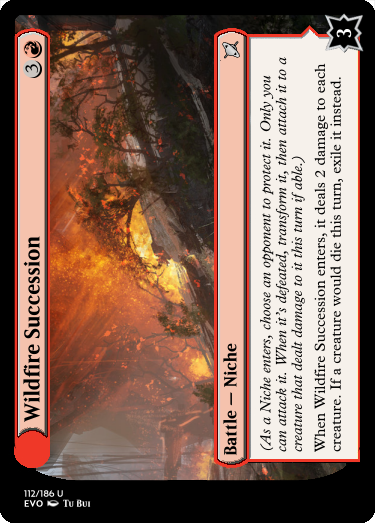 Wildfire Succession
3
Battle – Niche
(As a Niche enters, choose an opponent to protect it. Only you
can attack it. When it's defeated, transform it, then attach it to a
creature that dealt damage to it this turn if able.)
When Wildfire Succession enters, it deals 2 damage to each
creature. If a creature would die this turn, exile it instead.
3
112/186 U
EVO TU BUI